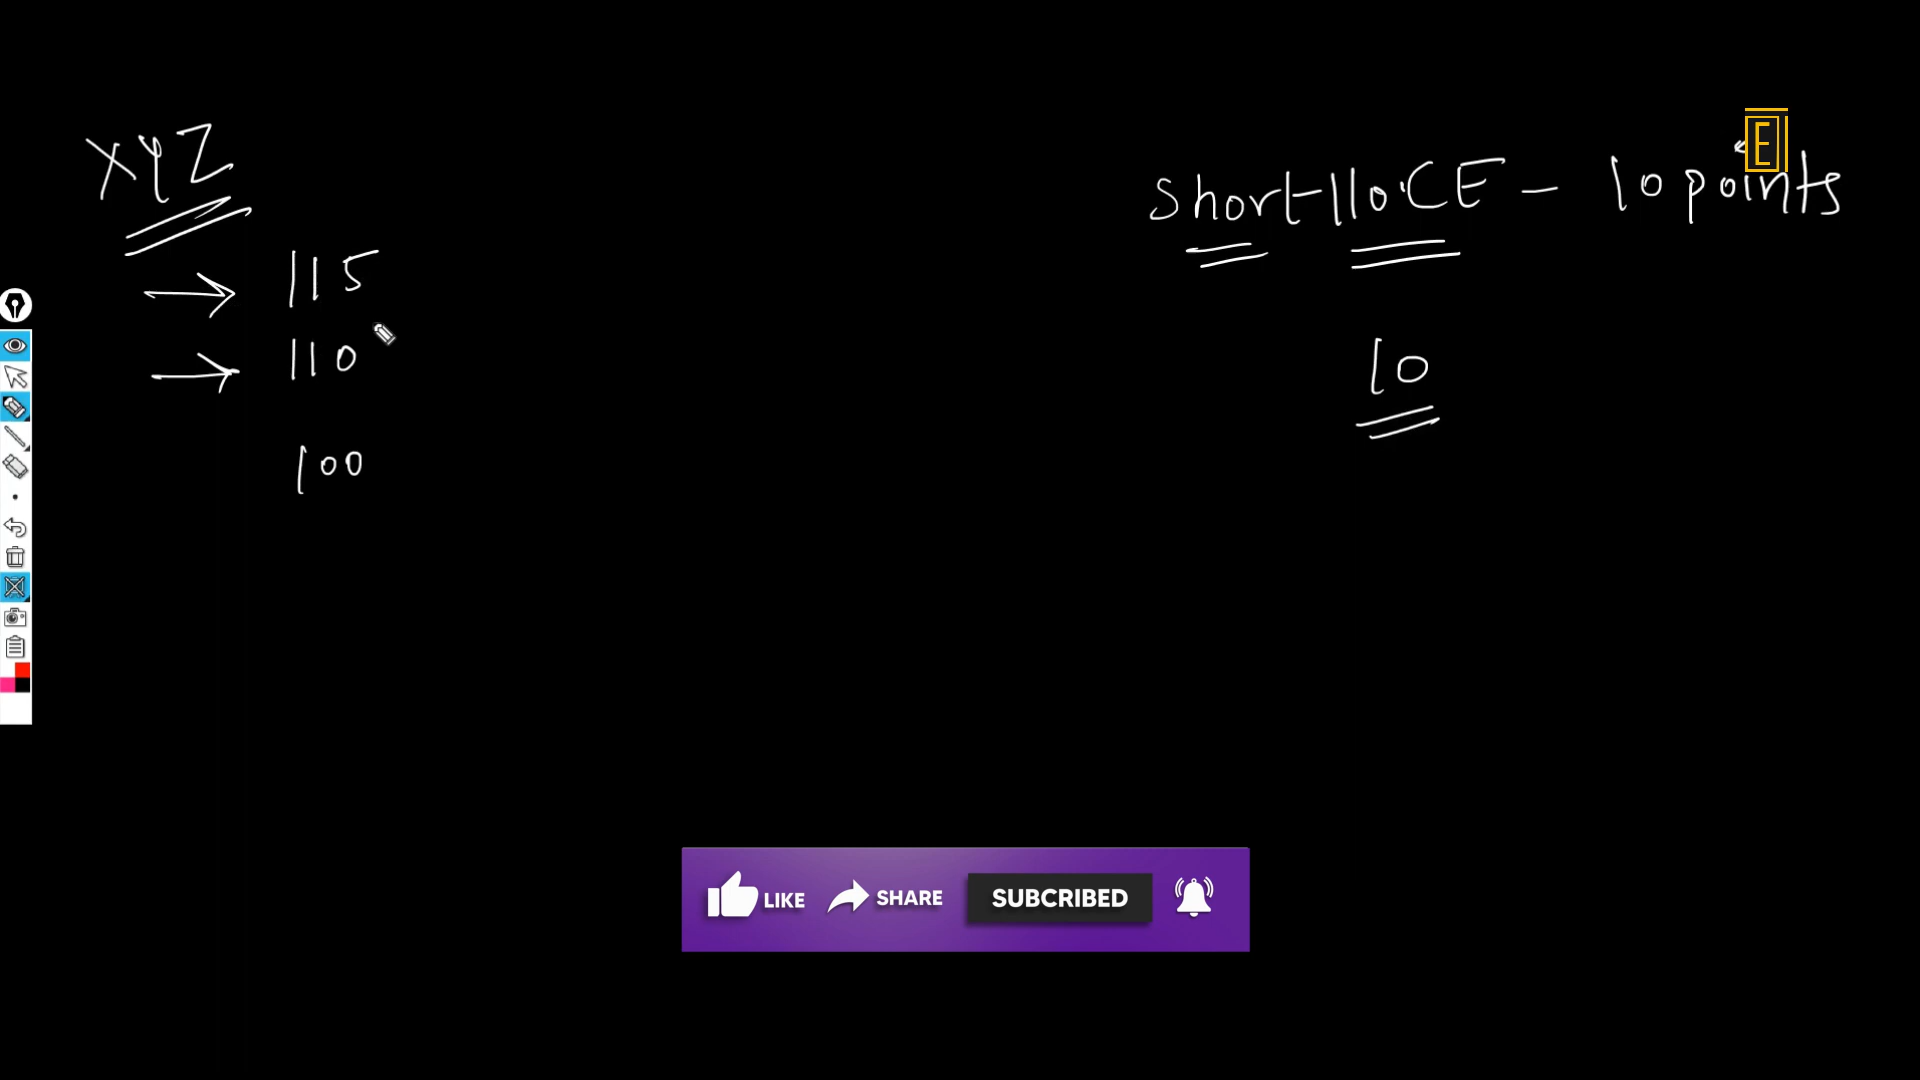 XYZ
115
110
100
short-110.CE - 10 points
10
E
LIKE SHARE SUBCRIBED